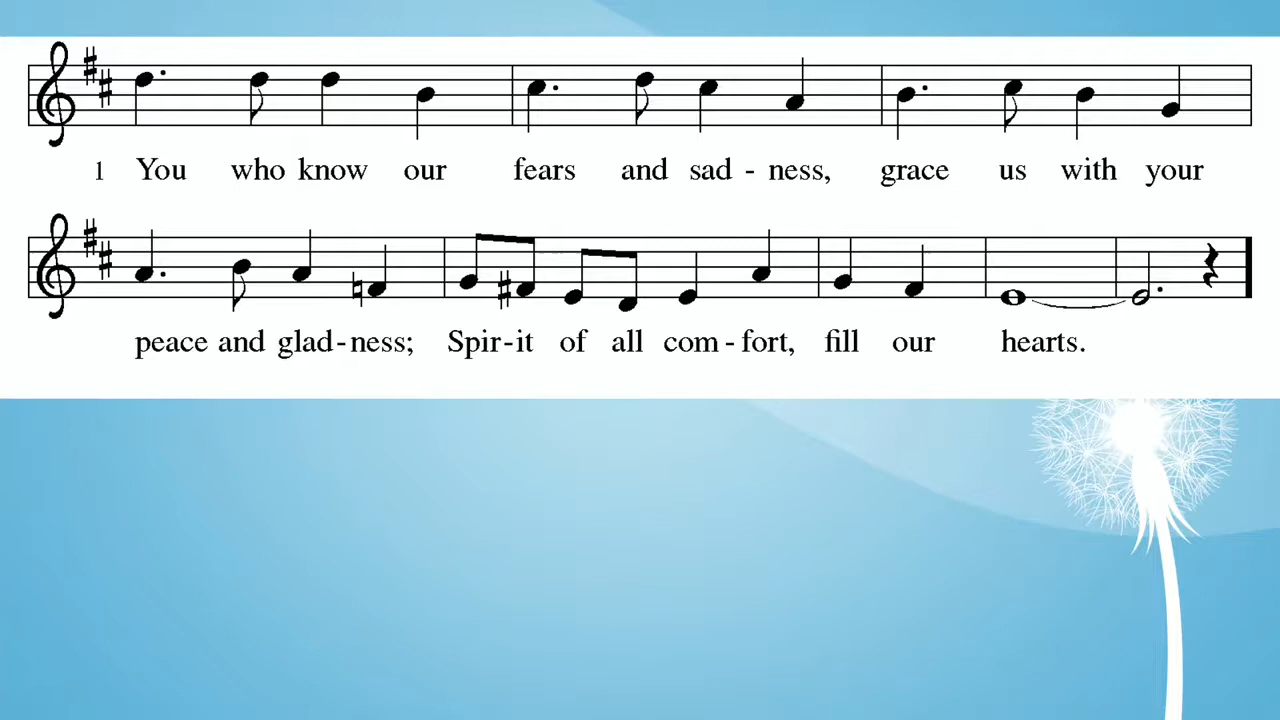 1 You who know our fears and sad - ness, grace us with your
peace and glad-ness; Spir-it of all com-fort, fill our hearts.